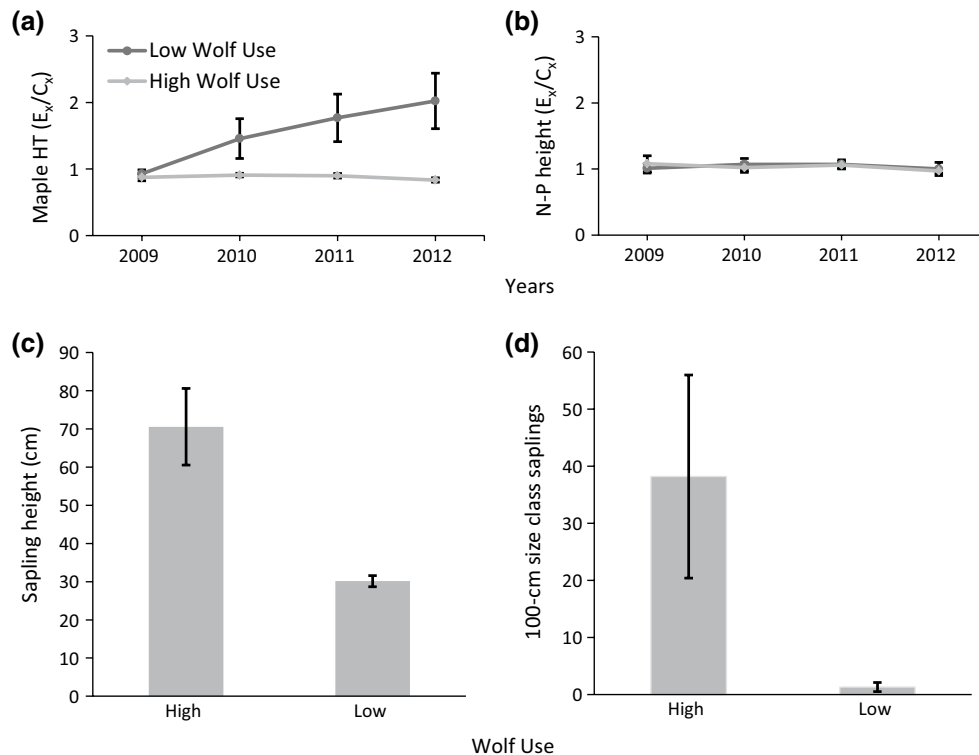 (a)
Maple HT (Eₓ/Cₓ)
3
2
1
0
Low Wolf Use
High Wolf Use
2009 2010 2011 2012
(b)
N-P height (Eₓ/Cₓ)
3
2
1
0
2009 2010 2011 2012
Years
(c)
Sapling height (cm)
90
80
70
60
50
40
30
20
10
0
High Low
(d)
100-cm size class saplings
60
50
40
30
20
10
0
High Low
Wolf Use